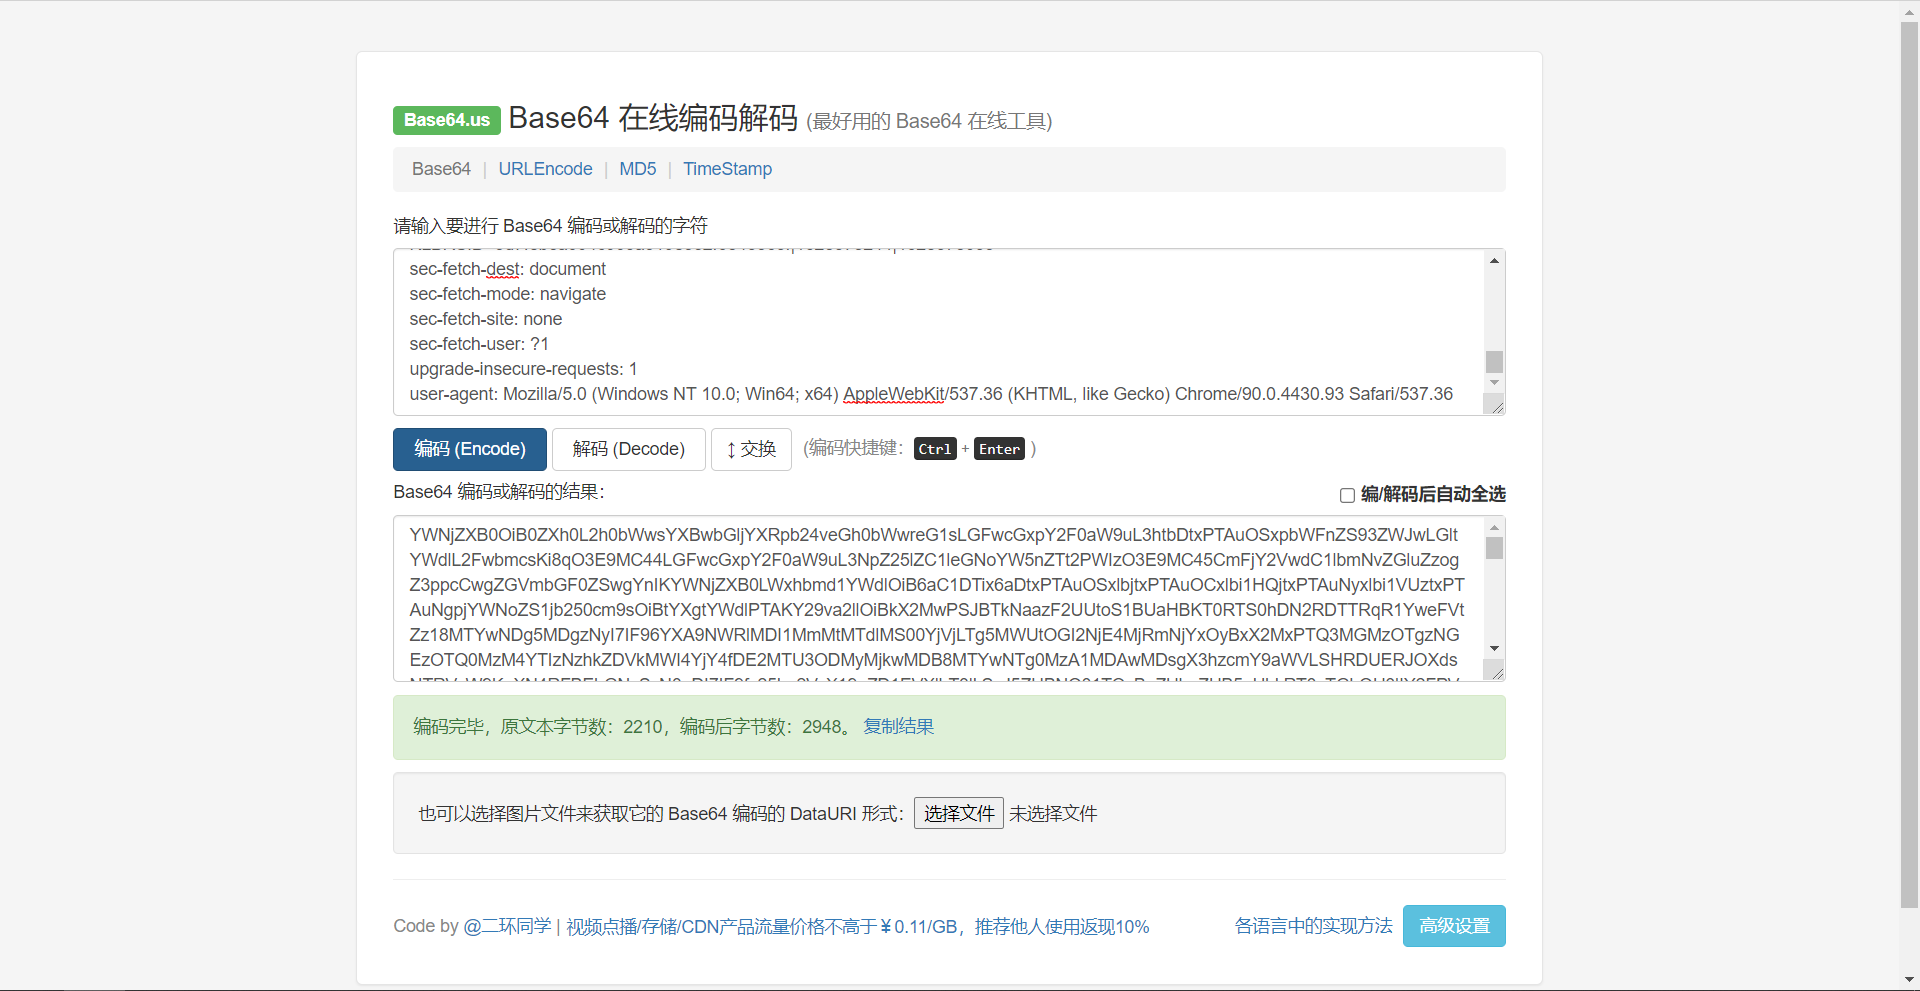 Base64.us Base64 在线编码解码 (最好用的 Base64 在线工具)
Base64 | URLEncode | MD5 | TimeStamp
请输入要进行 Base64 编码或解码的字符
sec-fetch-dest: document
sec-fetch-mode: navigate
sec-fetch-site: none
sec-fetch-user: ?1
upgrade-insecure-requests: 1
user-agent: Mozilla/5.0 (Windows NT 10.0; Win64; x64) AppleWebKit/537.36 (KHTML, like Gecko) Chrome/90.0.4430.93 Safari/537.36
编码 (Encode) 解码 (Decode) ↕ 交换 (编码快捷键: Ctrl + Enter )
Base64 编码或解码的结果: 编/解码后自动全选
YWNjZXB0OiB0ZXh0L2h0bWwsYXBwbGljYXRpb24veGh0bWwreG1sLGFwcGxpY2F0aW9uL3htbDtxPTAuOSxpbWFnZS93ZWJwLGlt
YWdlL2FwbmcsKi8qO3E9MC44LGFwcGxpY2F0aW9uL3NpZ25lZC1leGNoYW5nZTt2PWIzO3E9MC45CmFjY2VwdC1lbmNvZGluZzog
Z3ppcCwgZGVmbGF0ZSwgYnIKYWNjZXB0LWxhbmd1YWdlOiB6aC1DTix6aDtxPTAuOSxlbjtxPTAuOCxlbi1HQjtxPTAuNyxlbi1VUztxPT
AuNgpjYWNoZS1jb250cm9sOiBtYXgtYWdlPTAKY29va2llOiBkX2MwPSJBTkNaazF2UUtoS1BUaHBKT0RTS0hDN2RDTTRqR1YweFVt
Zz18MTYwNDg5MDgzNyI7IF96YXA9NWRlMDI1MmMtMTdlMS00YjVjLTg5MWUtOGI2NjE4MjRmNjYxOyBxX2MxPTQ3MGMzOTgzNG
EzOTQ0MzM4YTIzNzhkZDVkMWI4YjY4fDE2MTU3ODMyMjkwMDB8MTYwNTg0MzA1MDAwMDsgX3hzcmY9aWVLSHRDUERJOXds
编码完毕，原文本字节数：2210，编码后字节数：2948。 复制结果
也可以选择图片文件来获取它的 Base64 编码的 DataURI 形式： 选择文件 未选择文件
Code by @二环同学 | 视频点播/存储/CDN产品流量价格不高于￥0.11/GB，推荐他人使用返现10% 各语言中的实现方法 高级设置